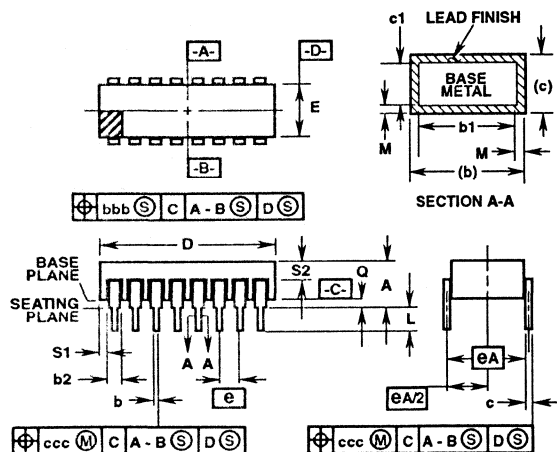 c1
LEAD FINISH
-A-
-D-
E
BASE
METAL
(c)
b1
M
M
(b)
-B-
SECTION A-A
⌖ bbb Ⓢ C A - B Ⓢ D Ⓢ
D
BASE
PLANE
S2
Q
A
-C-
SEATING
PLANE
L
S1
b2
A A
e
eA
eA/2
b
c
⌖ ccc Ⓜ C A - B Ⓢ D Ⓢ
⌖ ccc Ⓜ C A - B Ⓢ D Ⓢ